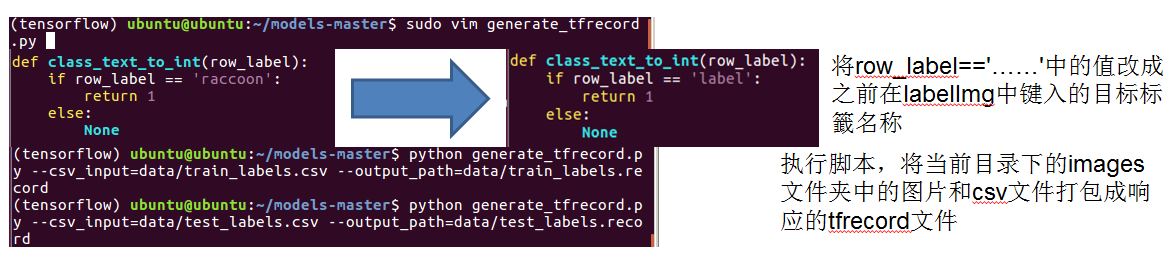 (tensorflow) ubuntu@ubuntu:~/models-master$ sudo vim generate_tfrecord
.py
def class_text_to_int(row_label):
    if row_label == 'raccoon':
        return 1
    else:
        None
def class_text_to_int(row_label):
    if row_label == 'label':
        return 1
    else:
        None
将row_label=='……'中的值改成
之前在labelImg中键入的目标标
籤名称
(tensorflow) ubuntu@ubuntu:~/models-master$ python generate_tfrecord.p
y --csv_input=data/train_labels.csv --output_path=data/train_labels.re
cord
(tensorflow) ubuntu@ubuntu:~/models-master$ python generate_tfrecord.p
y --csv_input=data/test_labels.csv --output_path=data/test_labels.reco
rd
执行脚本，将当前目录下的images
文件夹中的图片和csv文件打包成响
应的tfrecord文件